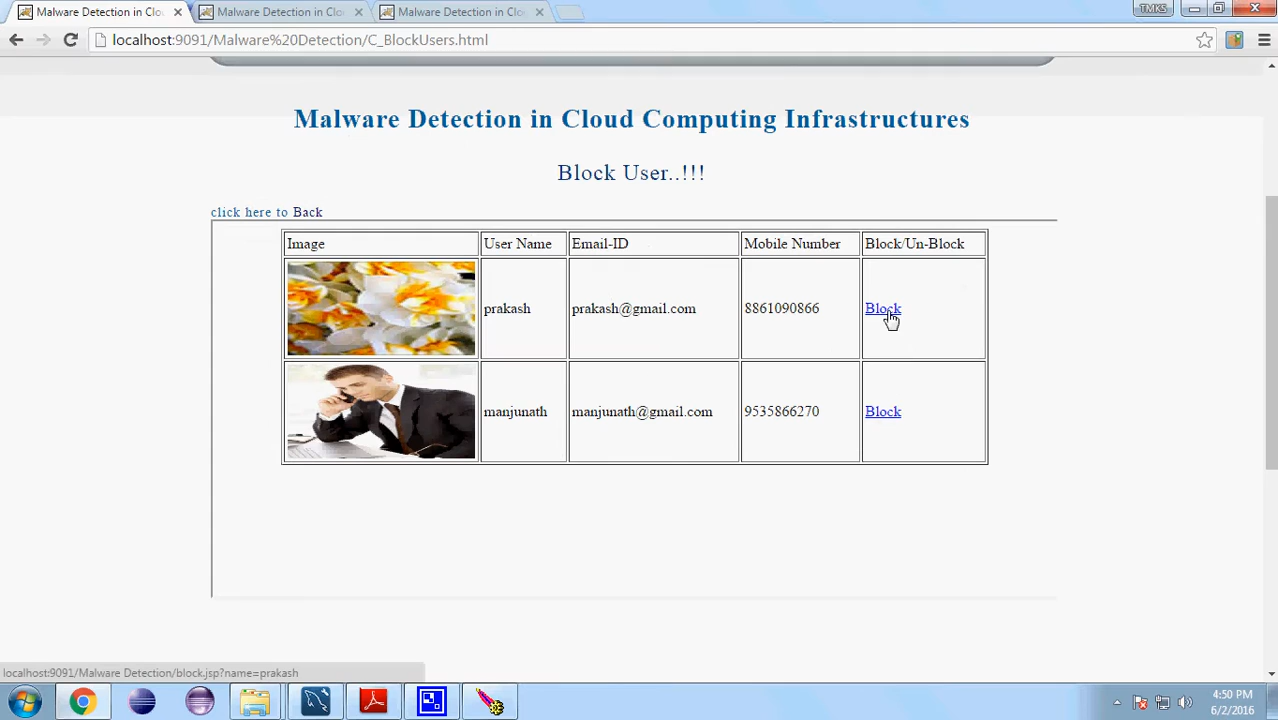 Malware Detection in Clo
Malware Detection in Clo
Malware Detection in Clo
TMKS
localhost:9091/Malware%20Detection/C_BlockUsers.html
Malware Detection in Cloud Computing Infrastructures
Block User..!!!
click here to Back
Image User Name Email-ID Mobile Number Block/Un-Block
prakash prakash@gmail.com 8861090866 Block
manjunath manjunath@gmail.com 9535866270 Block
localhost:9091/Malware Detection/block.jsp?name=prakash
4:50 PM
6/2/2016